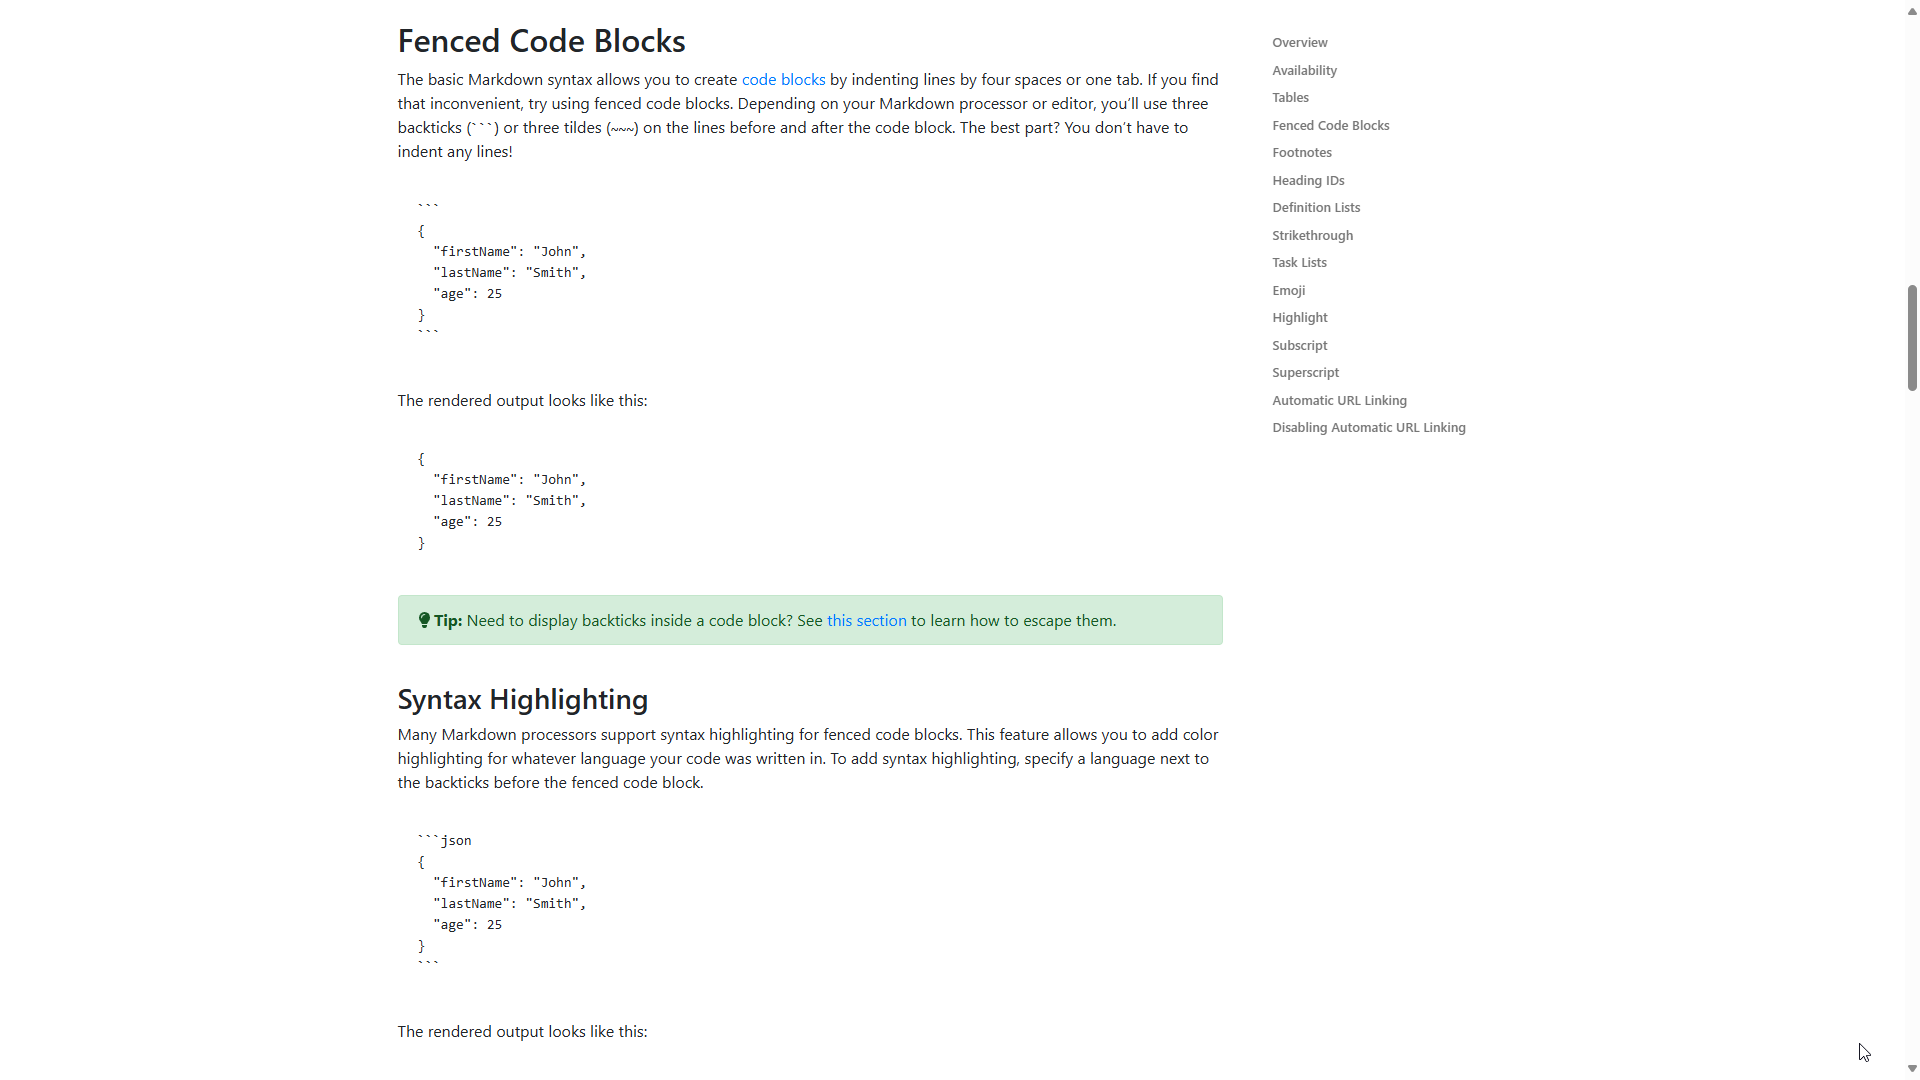 Fenced Code Blocks
The basic Markdown syntax allows you to create code blocks by indenting lines by four spaces or one tab. If you find
that inconvenient, try using fenced code blocks. Depending on your Markdown processor or editor, you’ll use three
backticks (```) or three tildes (~~~) on the lines before and after the code block. The best part? You don’t have to
indent any lines!
```
{
  "firstName": "John",
  "lastName": "Smith",
  "age": 25
}
```
The rendered output looks like this:
{
  "firstName": "John",
  "lastName": "Smith",
  "age": 25
}
Tip: Need to display backticks inside a code block? See this section to learn how to escape them.
Syntax Highlighting
Many Markdown processors support syntax highlighting for fenced code blocks. This feature allows you to add color
highlighting for whatever language your code was written in. To add syntax highlighting, specify a language next to
the backticks before the fenced code block.
```json
{
  "firstName": "John",
  "lastName": "Smith",
  "age": 25
}
```
The rendered output looks like this:
Overview
Availability
Tables
Fenced Code Blocks
Footnotes
Heading IDs
Definition Lists
Strikethrough
Task Lists
Emoji
Highlight
Subscript
Superscript
Automatic URL Linking
Disabling Automatic URL Linking